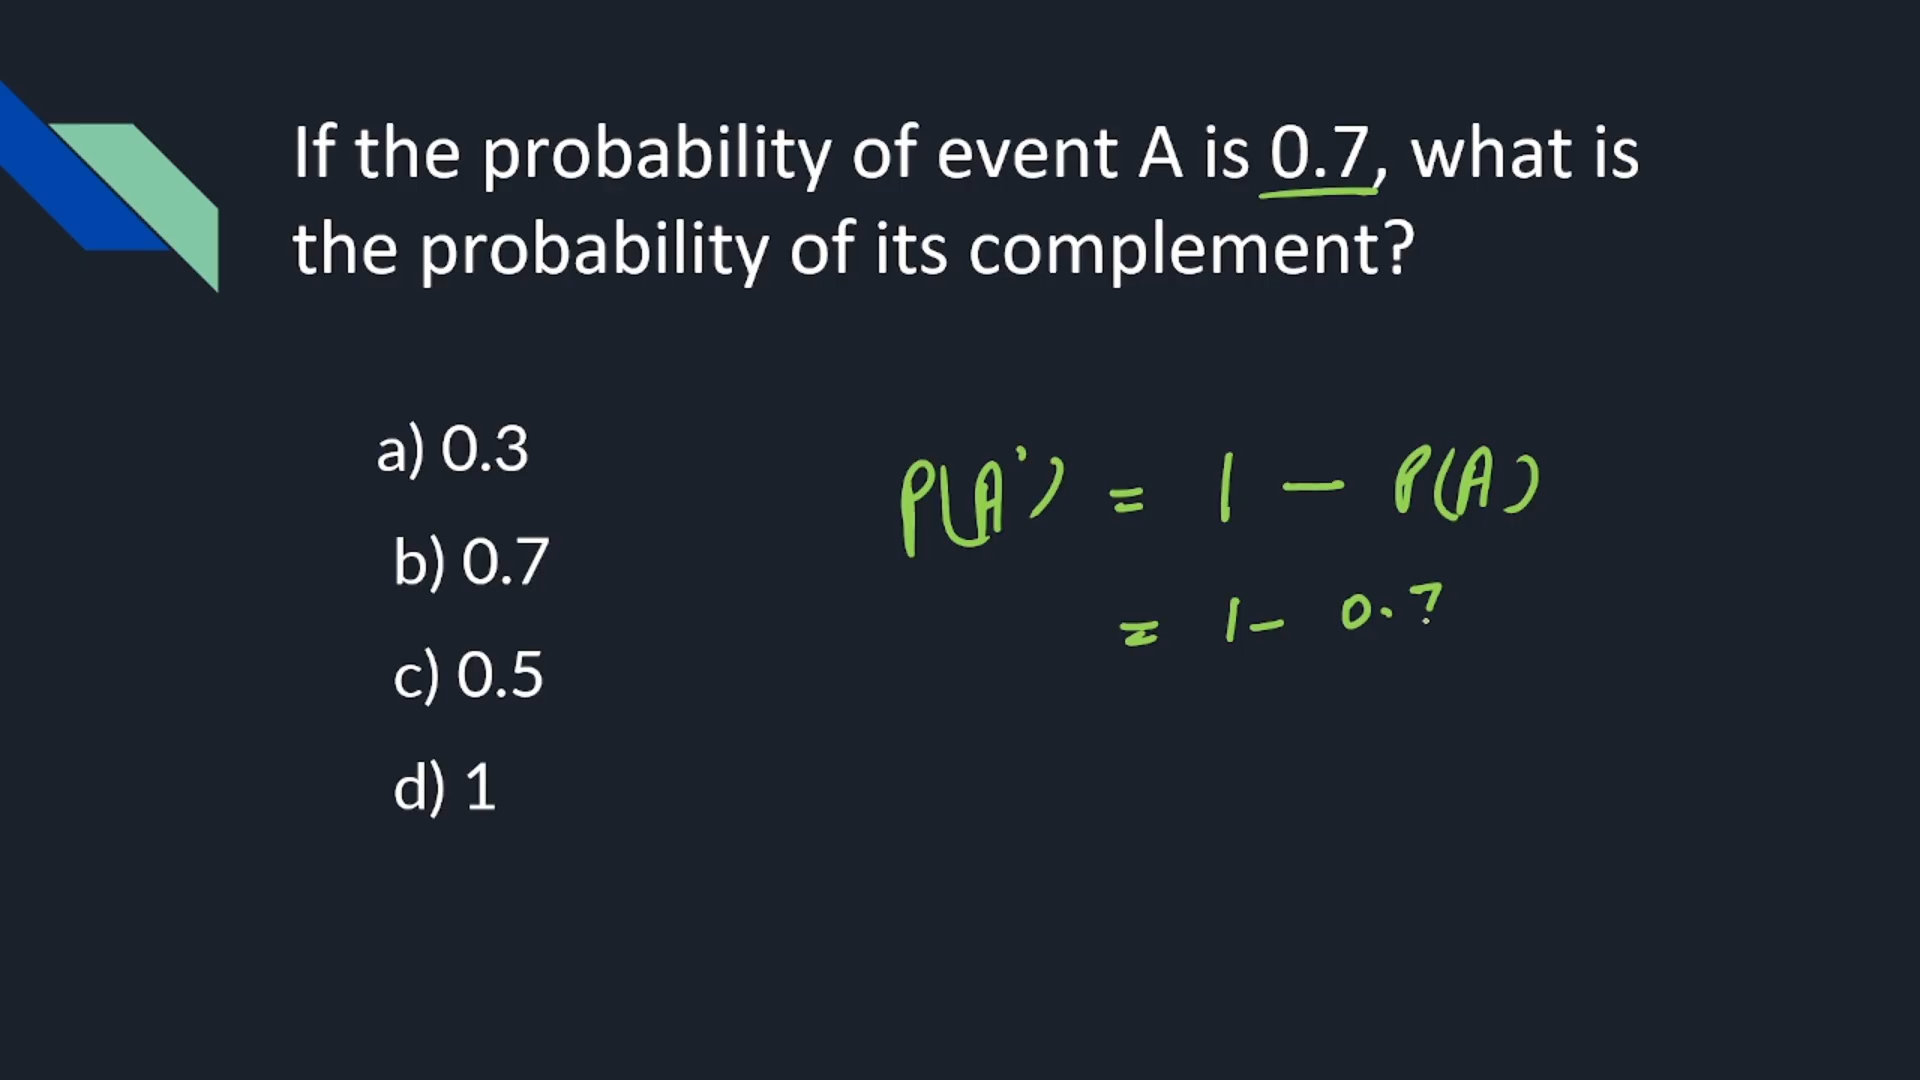 If the probability of event A is 0.7, what is
the probability of its complement?
a) 0.3
b) 0.7
c) 0.5
d) 1
P(A') = 1 - P(A)
= 1 - 0.7